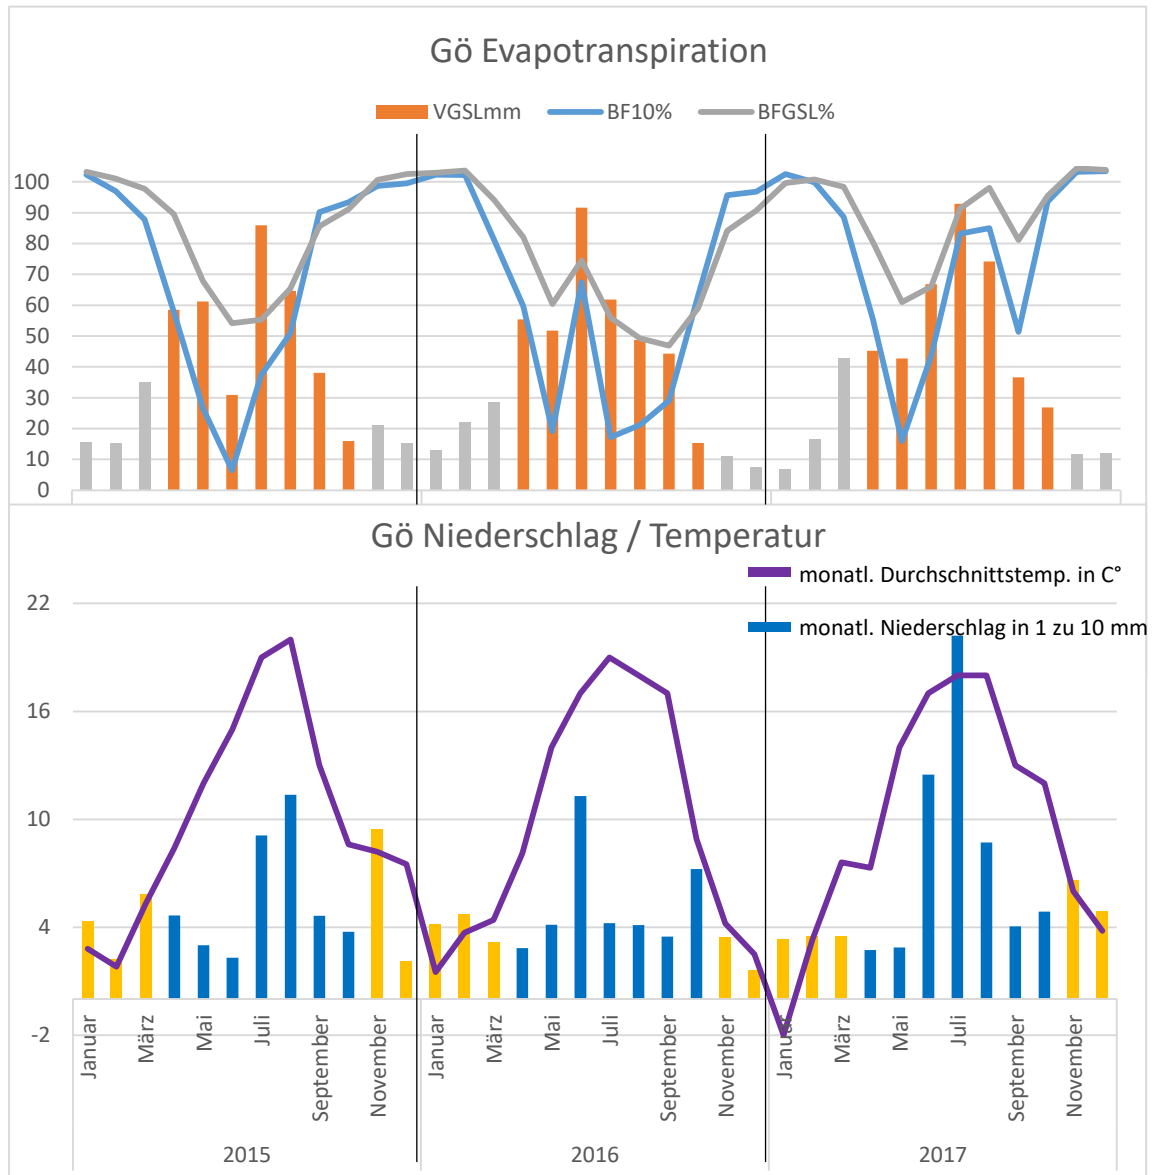 Gö Evapotranspiration
VGSLmm BF10% BFGSL%
100
90
80
70
60
50
40
30
20
10
0
Gö Niederschlag / Temperatur
monatl. Durchschnittstemp. in C°
monatl. Niederschlag in 1 zu 10 mm
22
16
10
4
-2
Januar März Mai Juli September November Januar März Mai Juli September November Januar März Mai Juli September November
2015 2016 2017